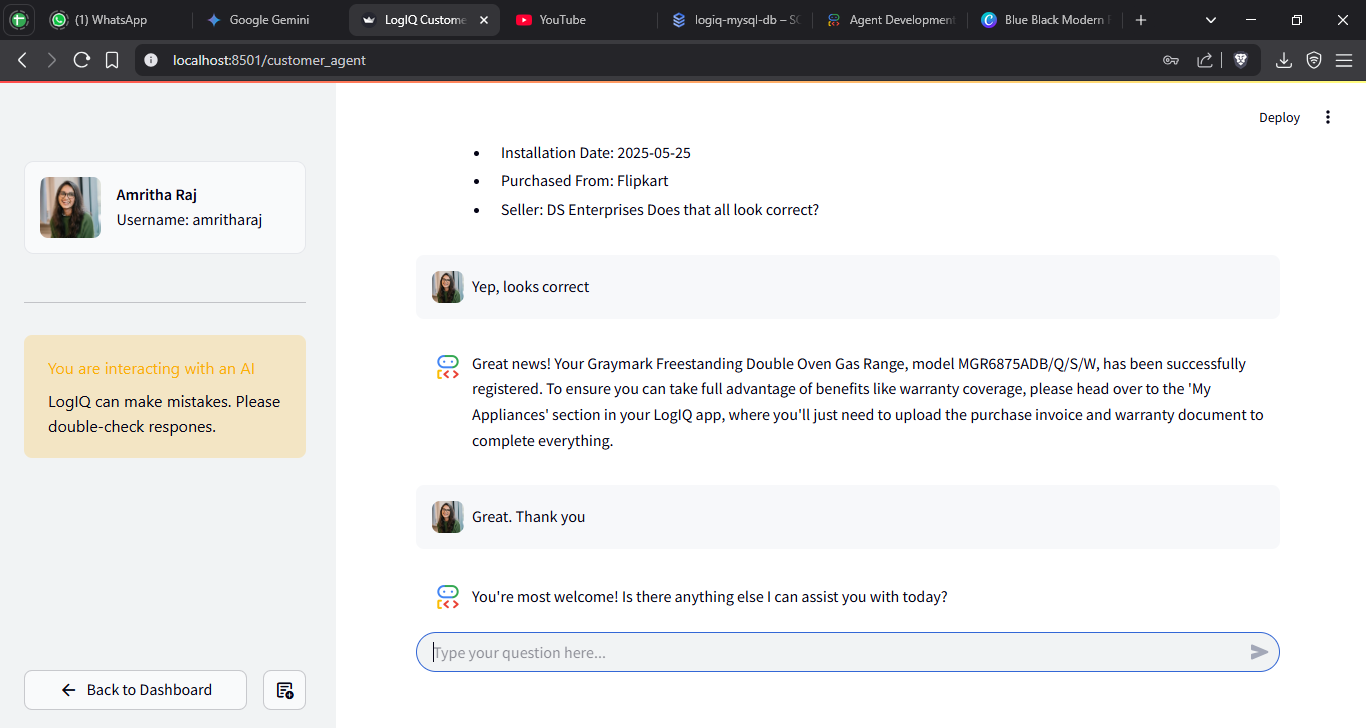 (1) WhatsApp
Google Gemini
LogIQ Custome
YouTube
logiq-mysql-db – SC
Agent Development
Blue Black Modern
localhost:8501/customer_agent
Deploy
Amritha Raj
Username: amritharaj
You are interacting with an AI
LogIQ can make mistakes. Please
double-check respones.
Back to Dashboard
Installation Date: 2025-05-25
Purchased From: Flipkart
Seller: DS Enterprises Does that all look correct?
Yep, looks correct
Great news! Your Graymark Freestanding Double Oven Gas Range, model MGR6875ADB/Q/S/W, has been successfully
registered. To ensure you can take full advantage of benefits like warranty coverage, please head over to the 'My
Appliances' section in your LogIQ app, where you'll just need to upload the purchase invoice and warranty document to
complete everything.
Great. Thank you
You're most welcome! Is there anything else I can assist you with today?
Type your question here...